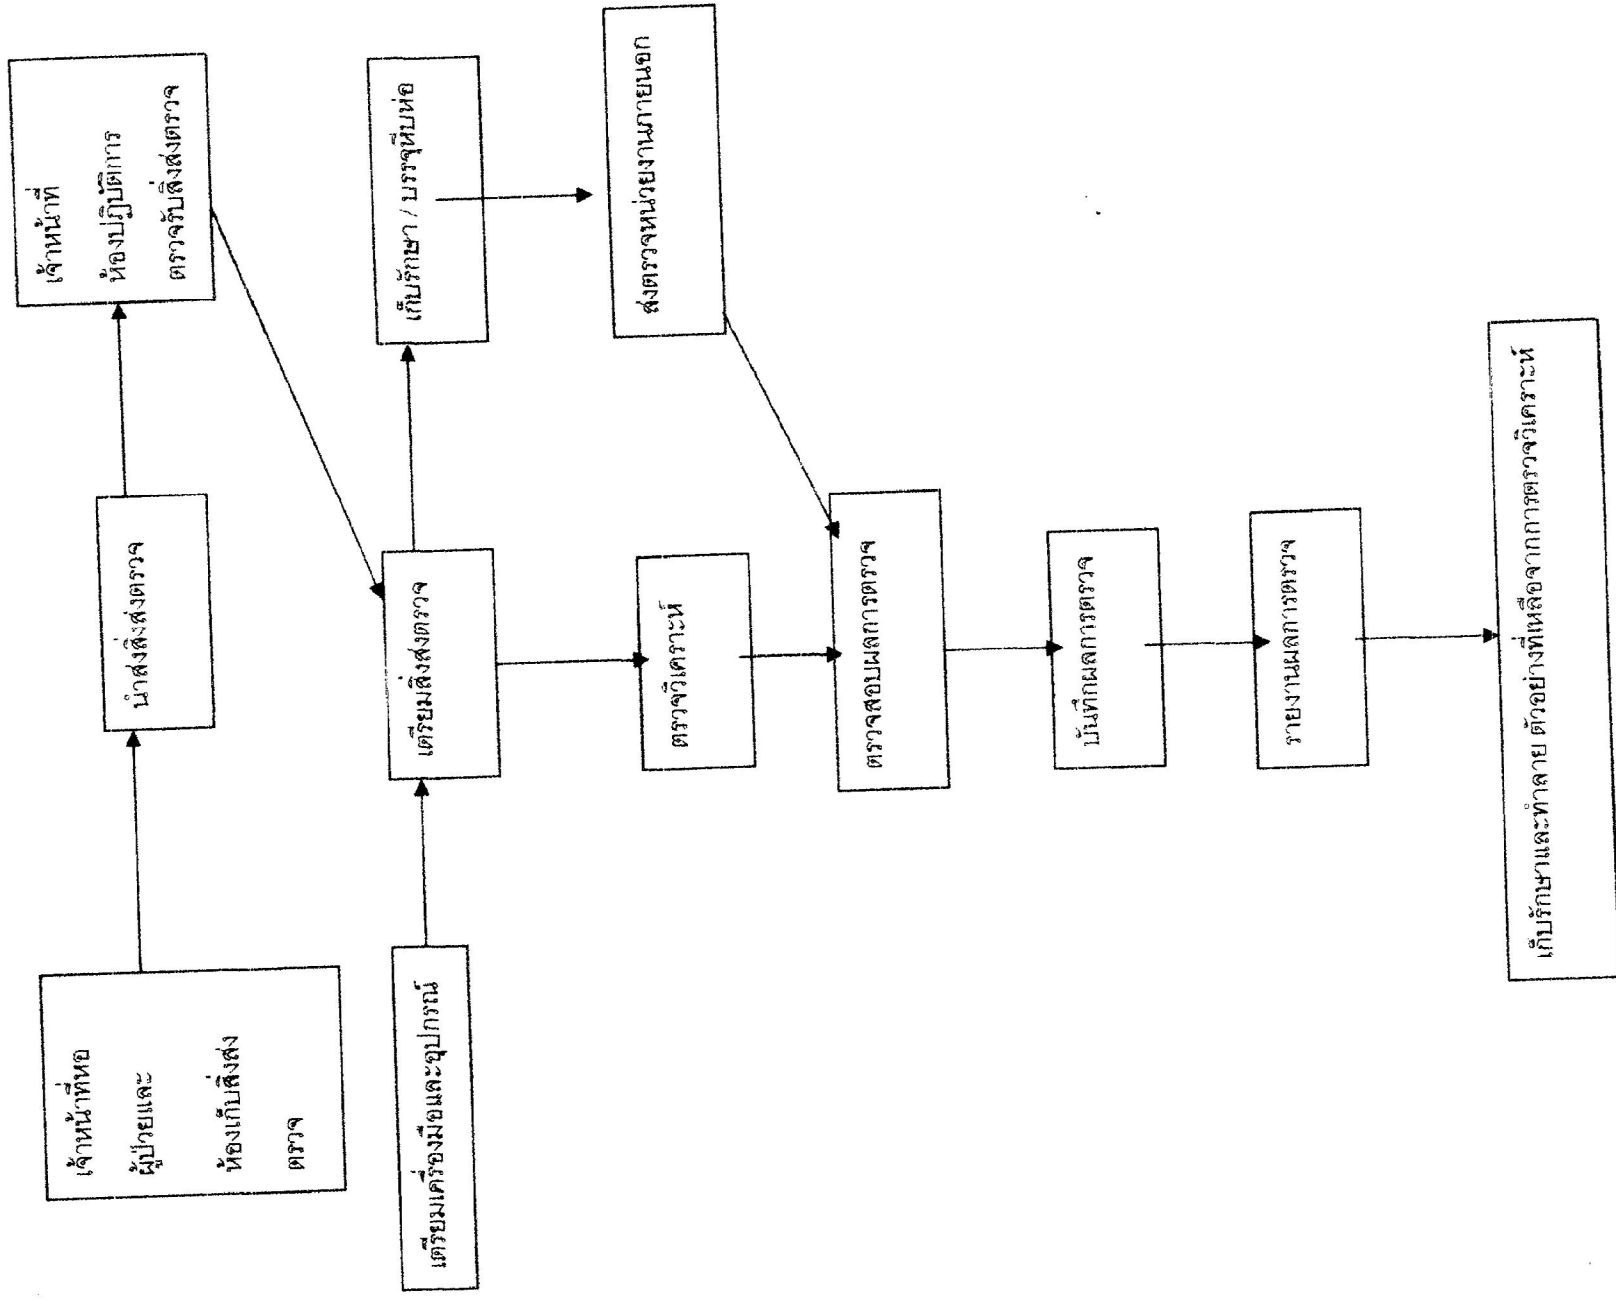 เจ้าหน้าที่หอ
ผู้ป่วยและ
ห้องเก็บสิ่งส่ง
ตรวจ
นำส่งสิ่งส่งตรวจ
เจ้าหน้าที่
ห้องปฏิบัติการ
ตรวจรับสิ่งส่งตรวจ
เตรียมเครื่องมือและอุปกรณ์
เตรียมสิ่งส่งตรวจ
เก็บรักษา / บรรจุหีบห่อ
ตรวจวิเคราะห์
ส่งตรวจหน่วยงานภายนอก
ตรวจสอบผลการตรวจ
บันทึกผลการตรวจ
รายงานผลการตรวจ
เก็บรักษาและทำลาย ตัวอย่างที่เหลือจากการตรวจวิเคราะห์